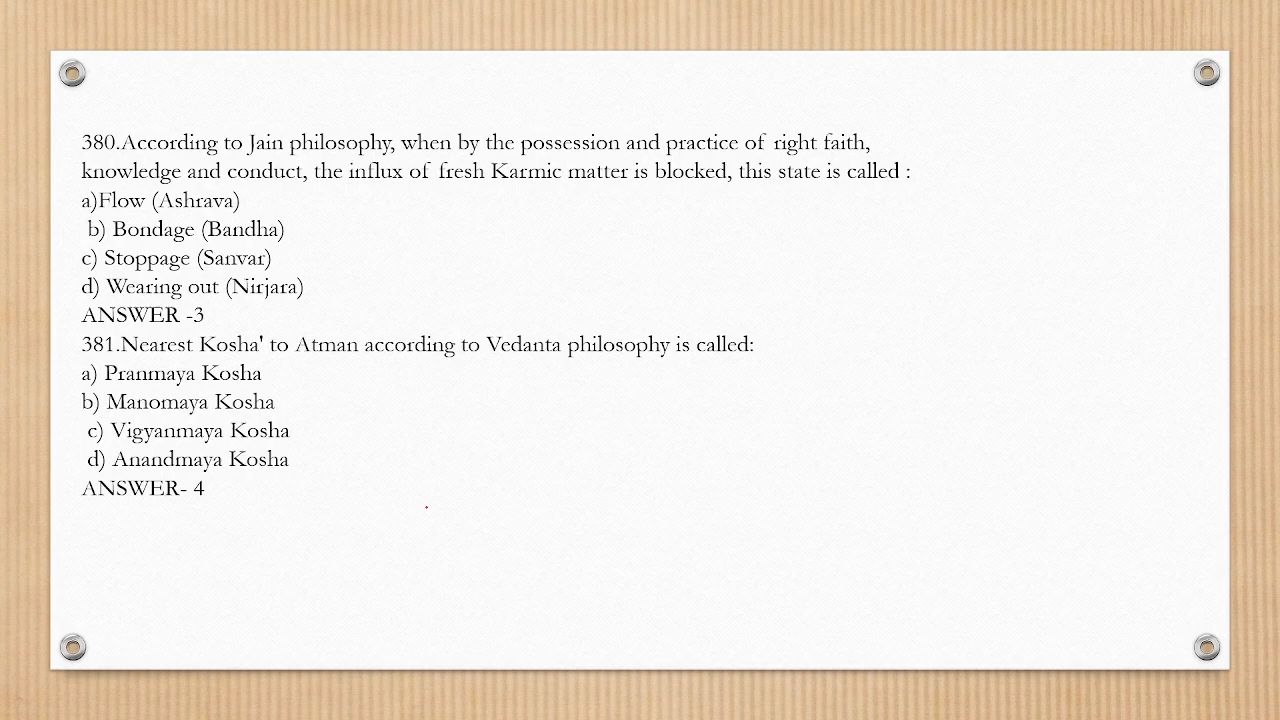 380.According to Jain philosophy, when by the possession and practice of right faith,
knowledge and conduct, the influx of fresh Karmic matter is blocked, this state is called :
a)Flow (Ashrava)
b) Bondage (Bandha)
c) Stoppage (Sanvar)
d) Wearing out (Nirjara)
ANSWER -3
381.Nearest Kosha' to Atman according to Vedanta philosophy is called:
a) Pranmaya Kosha
b) Manomaya Kosha
c) Vigyanmaya Kosha
d) Anandmaya Kosha
ANSWER- 4